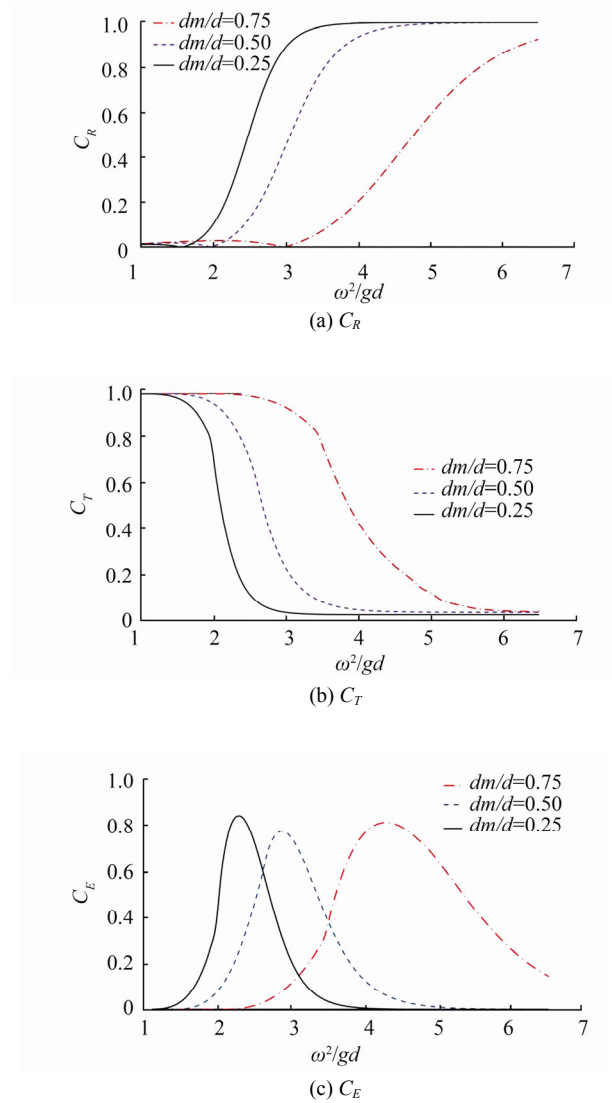 1.0
0.8
0.6
0.4
0.2
0
C_R
dm/d=0.75
dm/d=0.50
dm/d=0.25
1 2 3 4 5 6 7
ω²/gd
(a) C_R
1.0
0.8
0.6
0.4
0.2
0
C_T
dm/d=0.75
dm/d=0.50
dm/d=0.25
1 2 3 4 5 6 7
ω²/gd
(b) C_T
1.0
0.8
0.6
0.4
0.2
0
C_E
dm/d=0.75
dm/d=0.50
dm/d=0.25
1 2 3 4 5 6 7
ω²/gd
(c) C_E